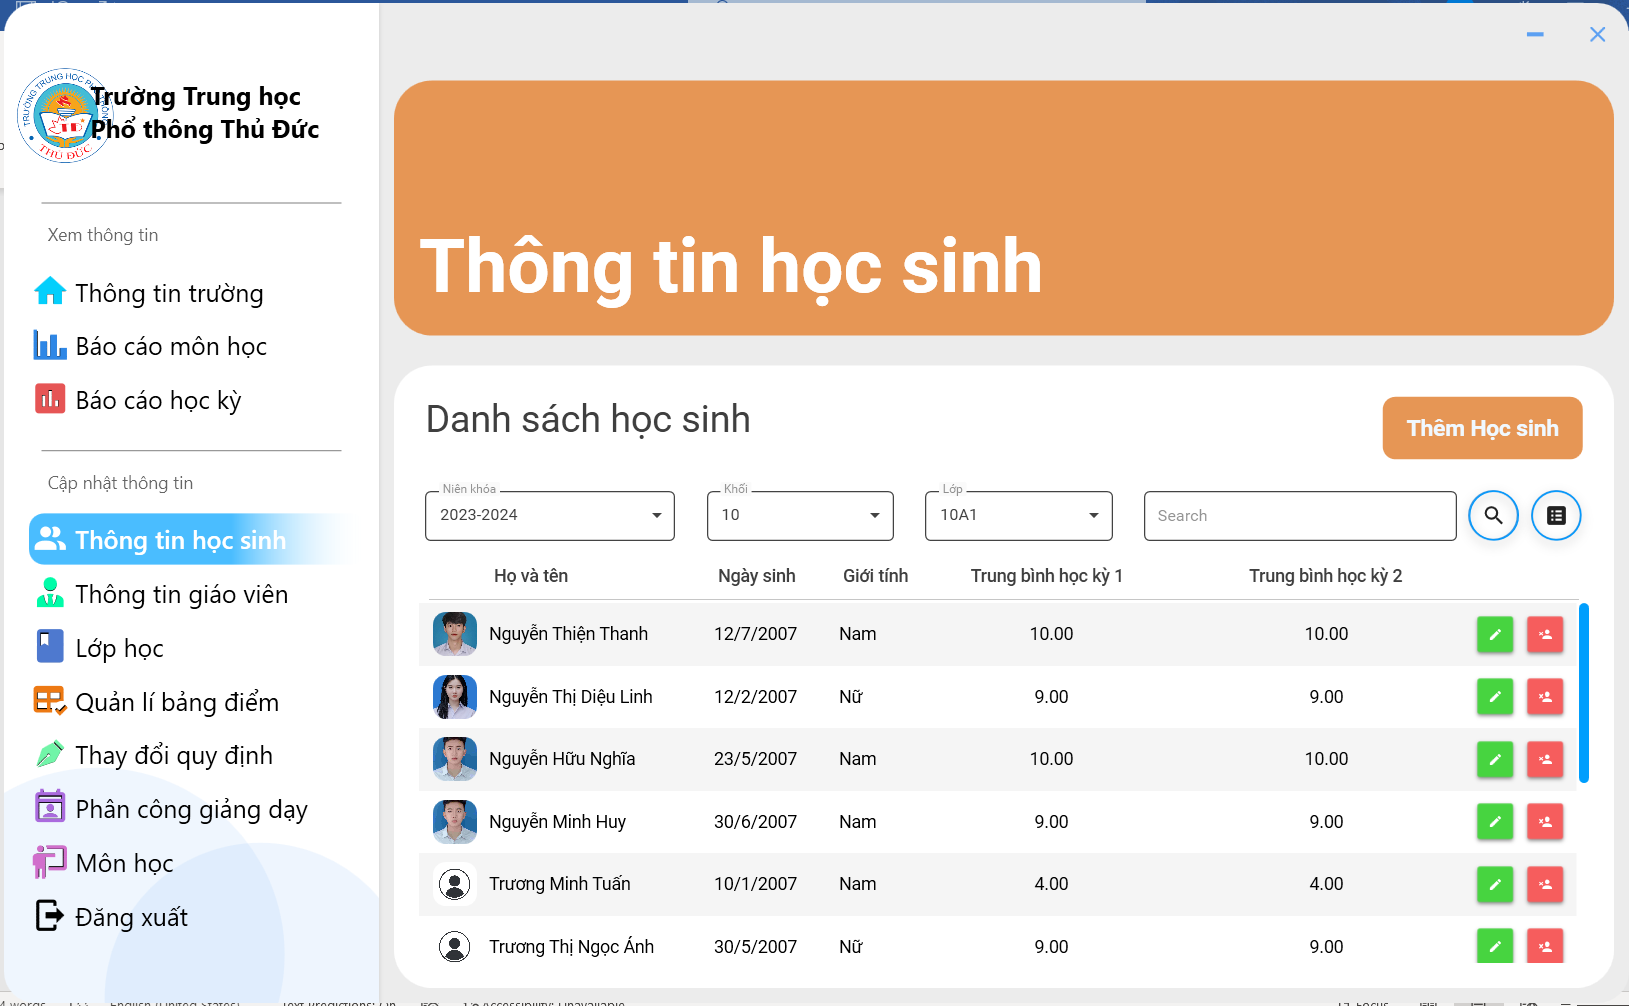 Trường Trung học
Phổ thông Thủ Đức
THỦ ĐỨC
Xem thông tin
Thông tin trường
Báo cáo môn học
Báo cáo học kỳ
Cập nhật thông tin
Thông tin học sinh
Thông tin giáo viên
Lớp học
Quản lí bảng điểm
Thay đổi quy định
Phân công giảng dạy
Môn học
Đăng xuất
Thông tin học sinh
Danh sách học sinh
Thêm Học sinh
Niên khóa Khối Lớp
2023-2024 10 10A1 Search
Họ và tên Ngày sinh Giới tính Trung bình học kỳ 1 Trung bình học kỳ 2
Nguyễn Thiện Thanh 12/7/2007 Nam 10.00 10.00
Nguyễn Thị Diệu Linh 12/2/2007 Nữ 9.00 9.00
Nguyễn Hữu Nghĩa 23/5/2007 Nam 10.00 10.00
Nguyễn Minh Huy 30/6/2007 Nam 9.00 9.00
Trương Minh Tuấn 10/1/2007 Nam 4.00 4.00
Trương Thị Ngọc Ánh 30/5/2007 Nữ 9.00 9.00